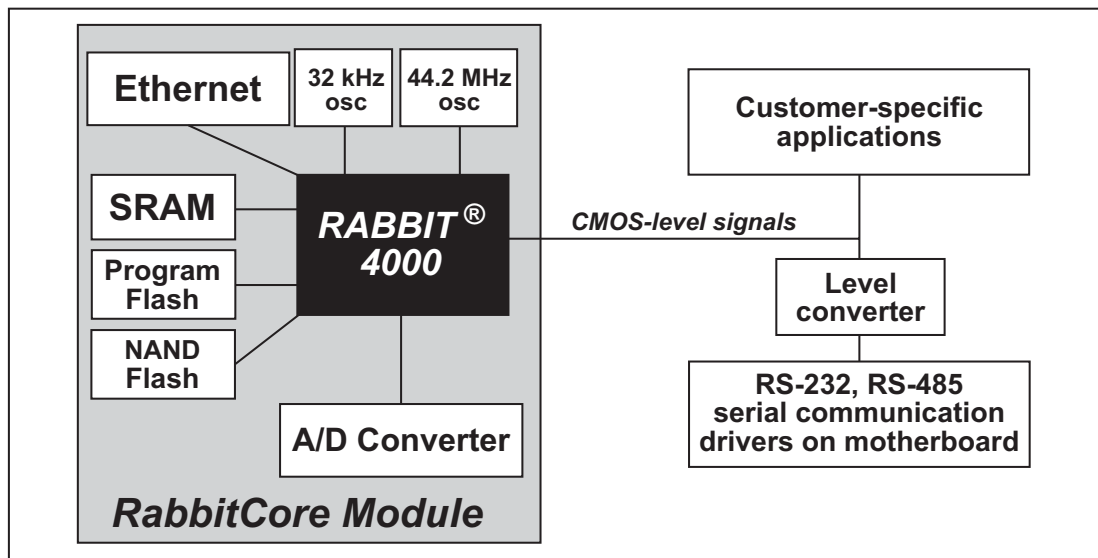 Ethernet
32 kHz
osc
44.2 MHz
osc
SRAM
Program
Flash
NAND
Flash
RABBIT ®
4000
A/D Converter
RabbitCore Module
CMOS-level signals
Customer-specific
applications
Level
converter
RS-232, RS-485
serial communication
drivers on motherboard